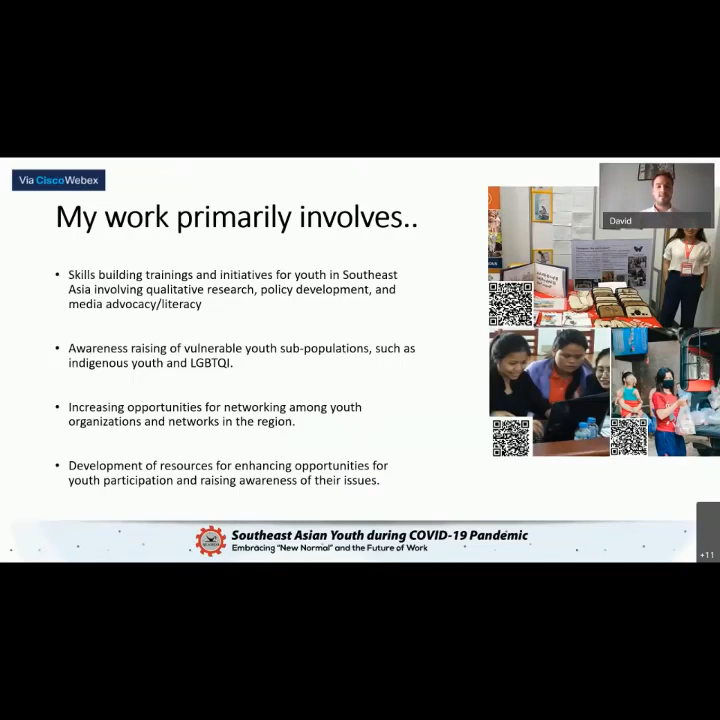 Via CiscoWebex
My work primarily involves..
• Skills building trainings and initiatives for youth in Southeast
Asia involving qualitative research, policy development, and
media advocacy/literacy
• Awareness raising of vulnerable youth sub-populations, such as
indigenous youth and LGBTQI.
• Increasing opportunities for networking among youth
organizations and networks in the region.
• Development of resources for enhancing opportunities for
youth participation and raising awareness of their issues.
David
Southeast Asian Youth during COVID-19 Pandemic
Embracing "New Normal" and the Future of Work
+11